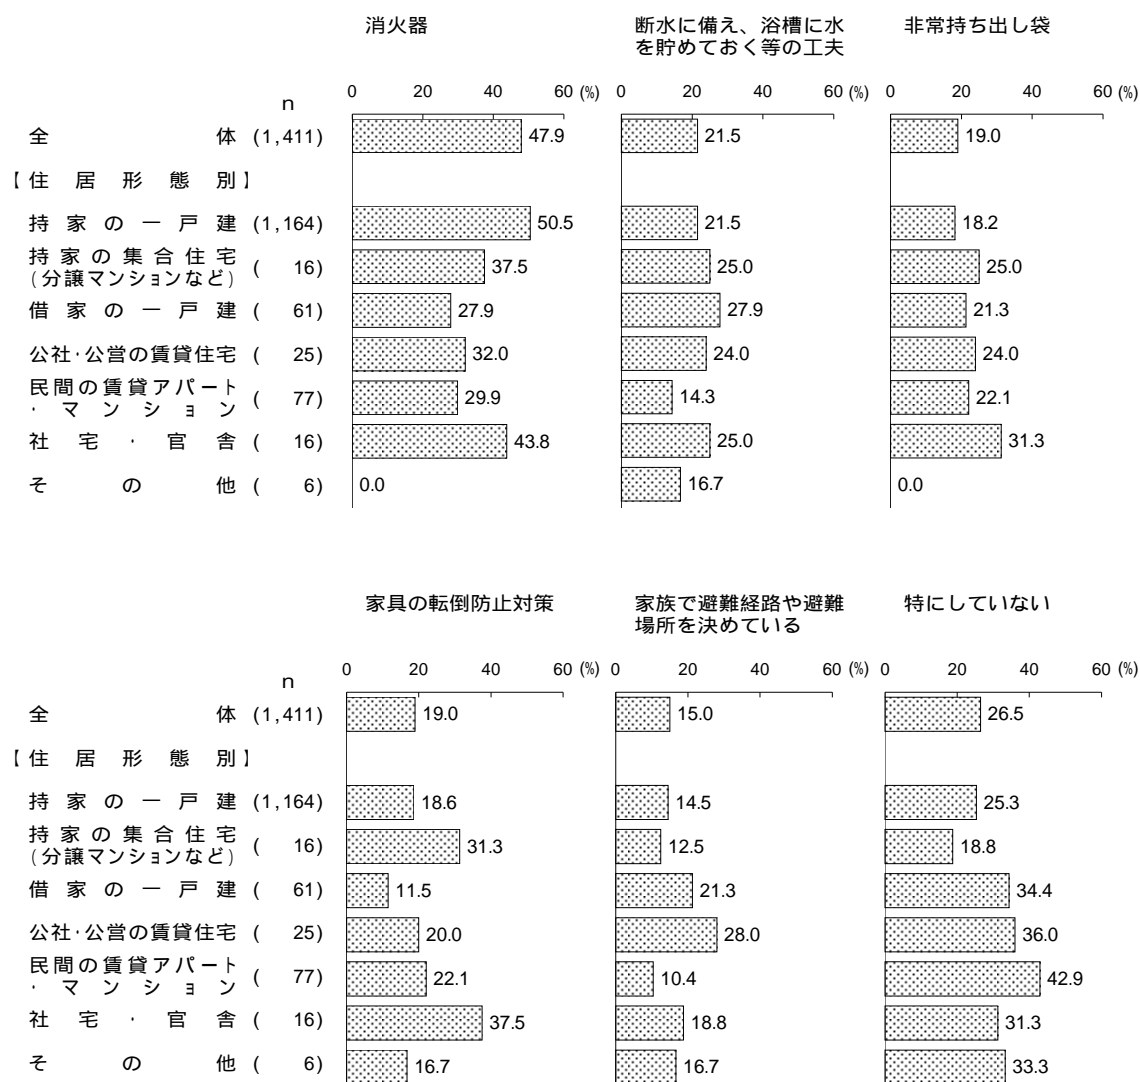 消火器
断水に備え、浴槽に水
を貯めておく等の工夫
非常持ち出し袋
n
0 20 40 60 (%)
0 20 40 60 (%)
0 20 40 60 (%)
全体 (1,411) 47.9 21.5 19.0
【住居形態別】
持家の一戸建 (1,164) 50.5 21.5 18.2
持家の集合住宅
(分譲マンションなど) ( 16) 37.5 25.0 25.0
借家の一戸建 ( 61) 27.9 27.9 21.3
公社・公営の賃貸住宅 ( 25) 32.0 24.0 24.0
民間の賃貸アパート
・マンション ( 77) 29.9 14.3 22.1
社宅・官舎 ( 16) 43.8 25.0 31.3
その他 ( 6) 0.0 16.7 0.0
家具の転倒防止対策
家族で避難経路や避難
場所を決めている
特にしていない
n
0 20 40 60 (%)
0 20 40 60 (%)
0 20 40 60 (%)
全体 (1,411) 19.0 15.0 26.5
【住居形態別】
持家の一戸建 (1,164) 18.6 14.5 25.3
持家の集合住宅
(分譲マンションなど) ( 16) 31.3 12.5 18.8
借家の一戸建 ( 61) 11.5 21.3 34.4
公社・公営の賃貸住宅 ( 25) 20.0 28.0 36.0
民間の賃貸アパート
・マンション ( 77) 22.1 10.4 42.9
社宅・官舎 ( 16) 37.5 18.8 31.3
その他 ( 6) 16.7 16.7 33.3